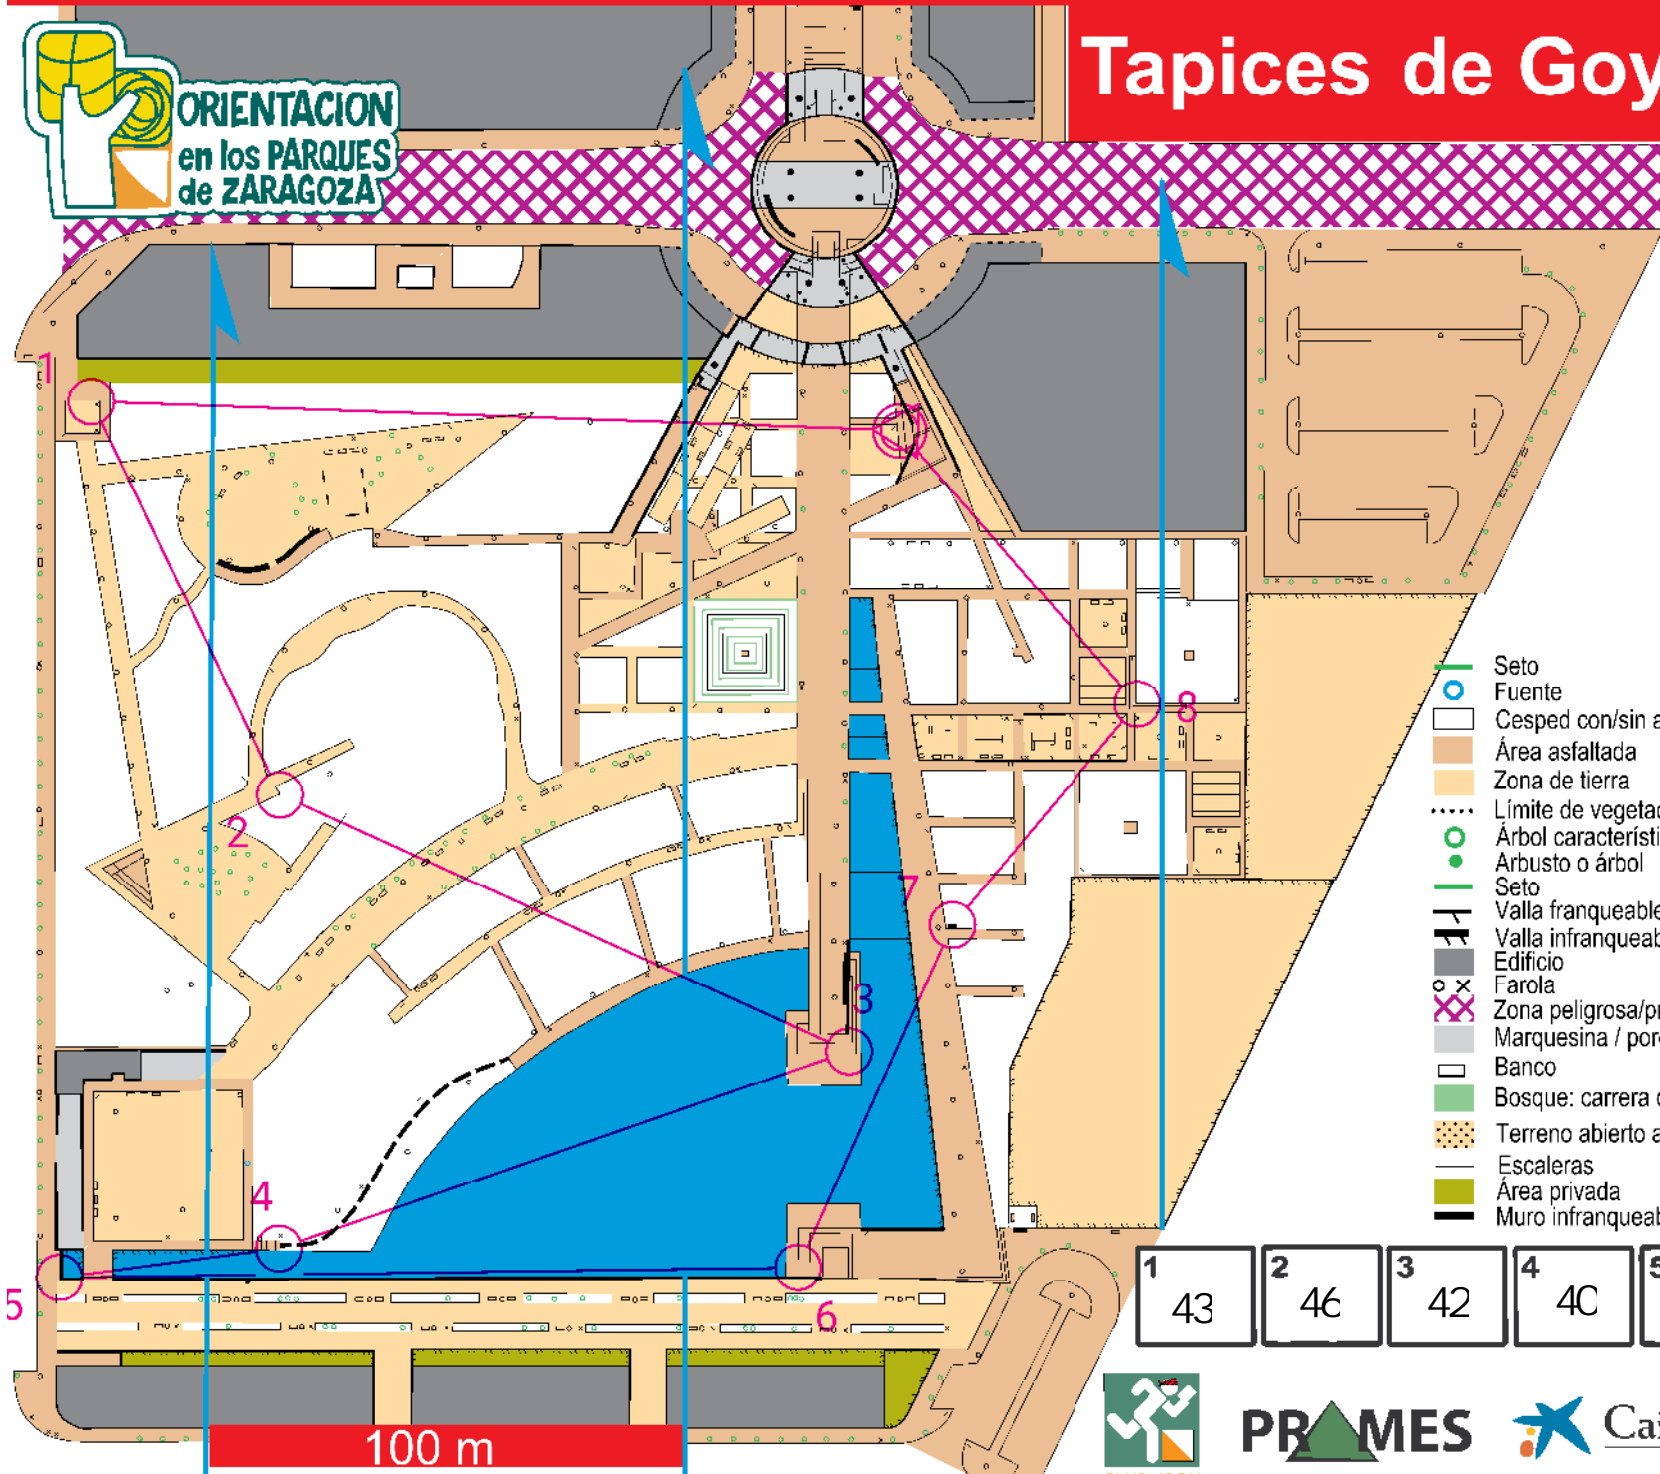 Tapices de Goy
ORIENTACION
en los PARQUES
de ZARAGOZA
1
2
3
4
5
6
7
8
Seto
Fuente
Cesped con/sin a
Área asfaltada
Zona de tierra
Límite de vegetac
Árbol característi
Arbusto o árbol
Seto
Valla franqueable
Valla infranqueab
Edificio
Farola
Zona peligrosa/pr
Marquesina / por
Banco
Bosque: carrera
Terreno abierto a
Escaleras
Área privada
Muro infranqueab
1 2 3 4 5
43 46 42 40
100 m
PRAMES
Cai